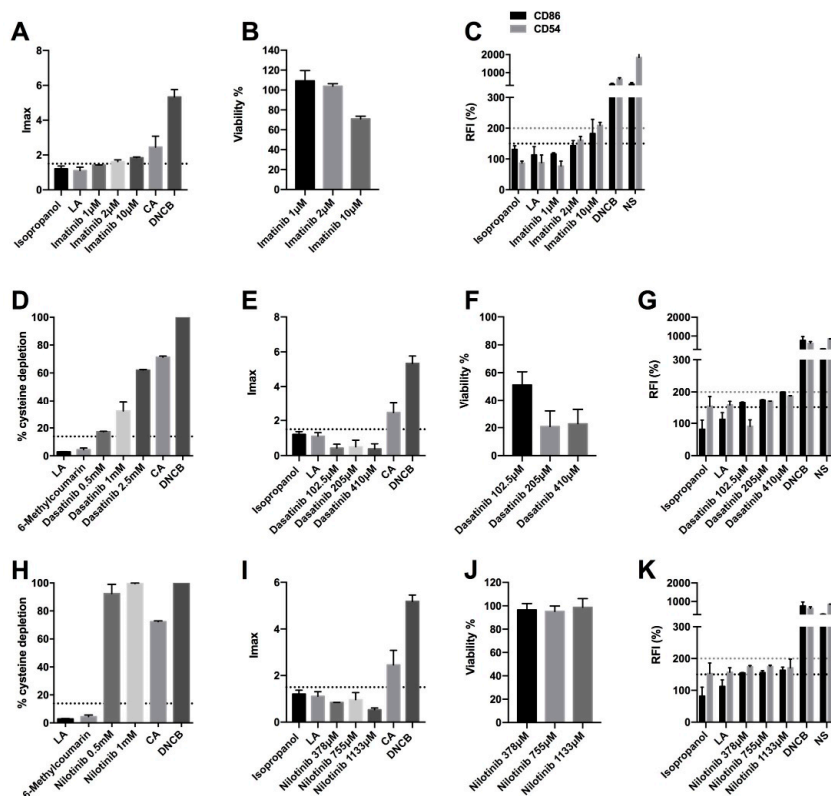 CD86
CD54
A
B
C
8
6
4
2
0
Imax
Isopropanol
LA
Imatinib 1µM
Imatinib 2µM
Imatinib 10µM
CA
DNCB
140
120
100
80
60
40
20
0
Viability %
Imatinib 1µM
Imatinib 2µM
Imatinib 10µM
2000
1000
300
200
100
0
RFI (%)
Isopropanol
LA
Imatinib 1µM
Imatinib 2µM
Imatinib 10µM
DNCB
NS
D
E
F
G
100
80
60
40
20
0
% cysteine depletion
LA
6-Methylcoumarin
Dasatinib 0.5mM
Dasatinib 1mM
Dasatinib 2.5mM
CA
DNCB
8
6
4
2
0
Imax
Isopropanol
LA
Dasatinib 102.5µM
Dasatinib 205µM
Dasatinib 410µM
CA
DNCB
100
80
60
40
20
0
Viability %
Dasatinib 102.5µM
Dasatinib 205µM
Dasatinib 410µM
2000
1000
300
200
100
0
RFI (%)
Isopropanol
LA
Dasatinib 102.5µM
Dasatinib 205µM
Dasatinib 410µM
DNCB
NS
H
I
J
K
100
80
60
40
20
0
% cysteine depletion
LA
6-Methylcoumarin
Nilotinib 0.5mM
Nilotinib 1mM
CA
DNCB
6
4
2
0
Imax
Isopropanol
LA
Nilotinib 378µM
Nilotinib 755µM
Nilotinib 1133µM
CA
DNCB
120
100
80
60
40
20
0
Viability %
Nilotinib 378µM
Nilotinib 755µM
Nilotinib 1133µM
2000
1000
300
200
100
0
RFI (%)
Isopropanol
LA
Nilotinib 378µM
Nilotinib 755µM
Nilotinib 1133µM
DNCB
NS